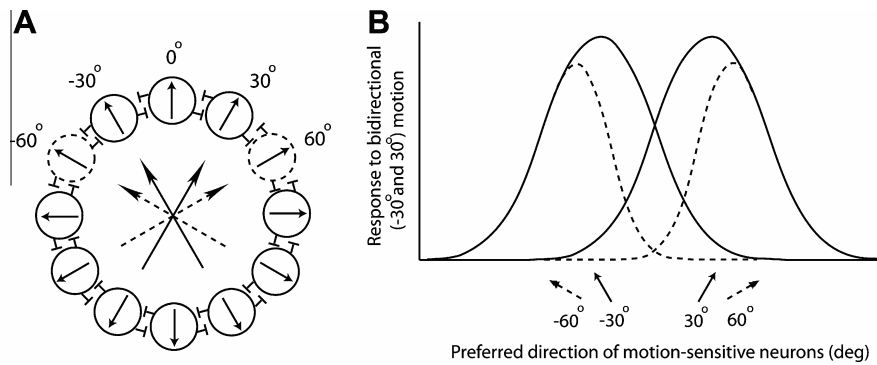 A
B
0°
-30°
30°
-60°
60°
Response to bidirectional
(-30° and 30°) motion
-60°
-30°
30°
60°
Preferred direction of motion-sensitive neurons (deg)